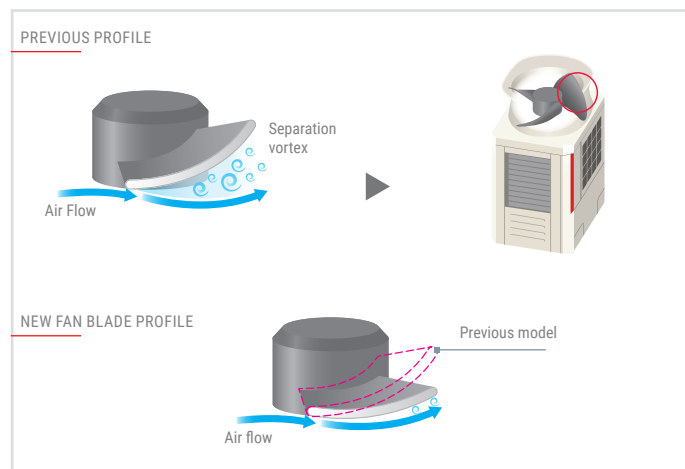 PREVIOUS PROFILE
Separation
vortex
Air Flow
NEW FAN BLADE PROFILE
Previous model
Air flow